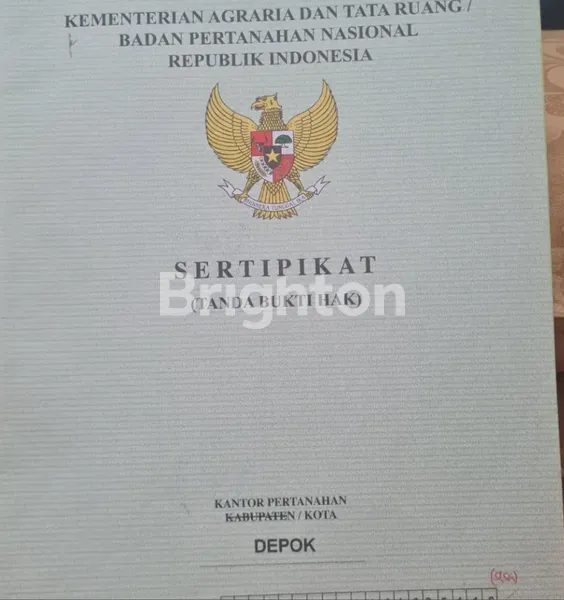 KEMENTERIAN AGRARIA DAN TATA RUANG /
BADAN PERTANAHAN NASIONAL
REPUBLIK INDONESIA
SERTIPIKAT
(TANDA BUKTI HAK)
Brighton
KANTOR PERTANAHAN
KABUPATEN / KOTA
DEPOK